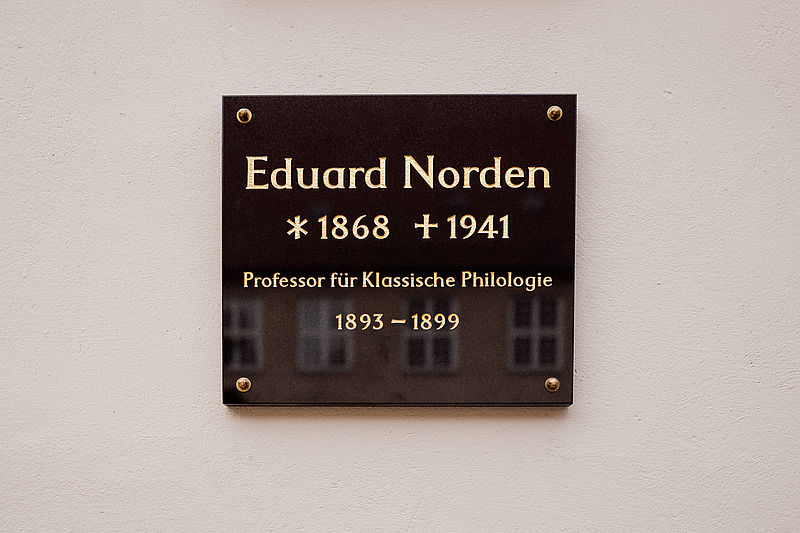 Eduard Norden
* 1868 † 1941
Professor für Klassische Philologie
1893 – 1899